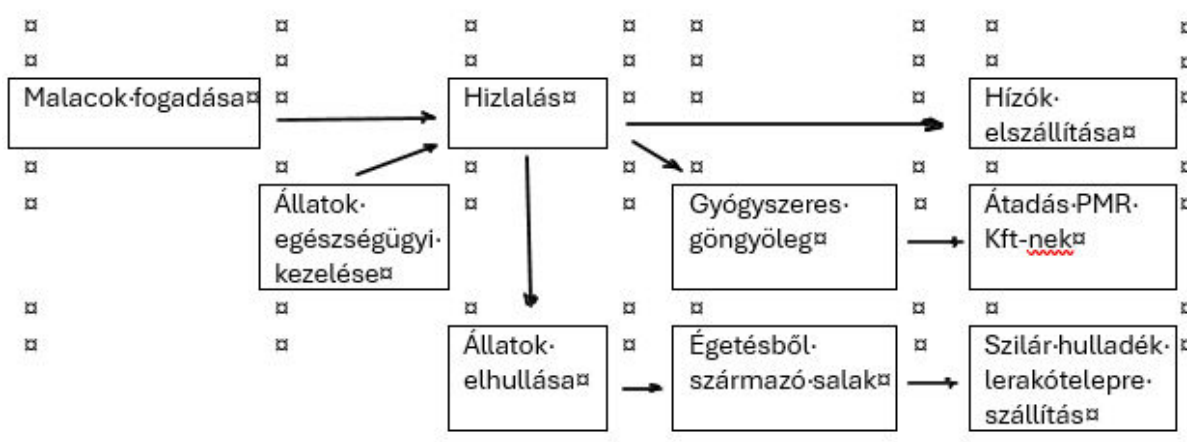 Malacok fogadása
Hizlalás
Hízók
elszállítása
Állatok
egészségügyi
kezelése
Gyógyszeres
göngyöleg
Átadás PMR
Kft-nek
Állatok
elhullása
Égetésből
származó salak
Szilár hulladék
lerakótelepre
szállítás